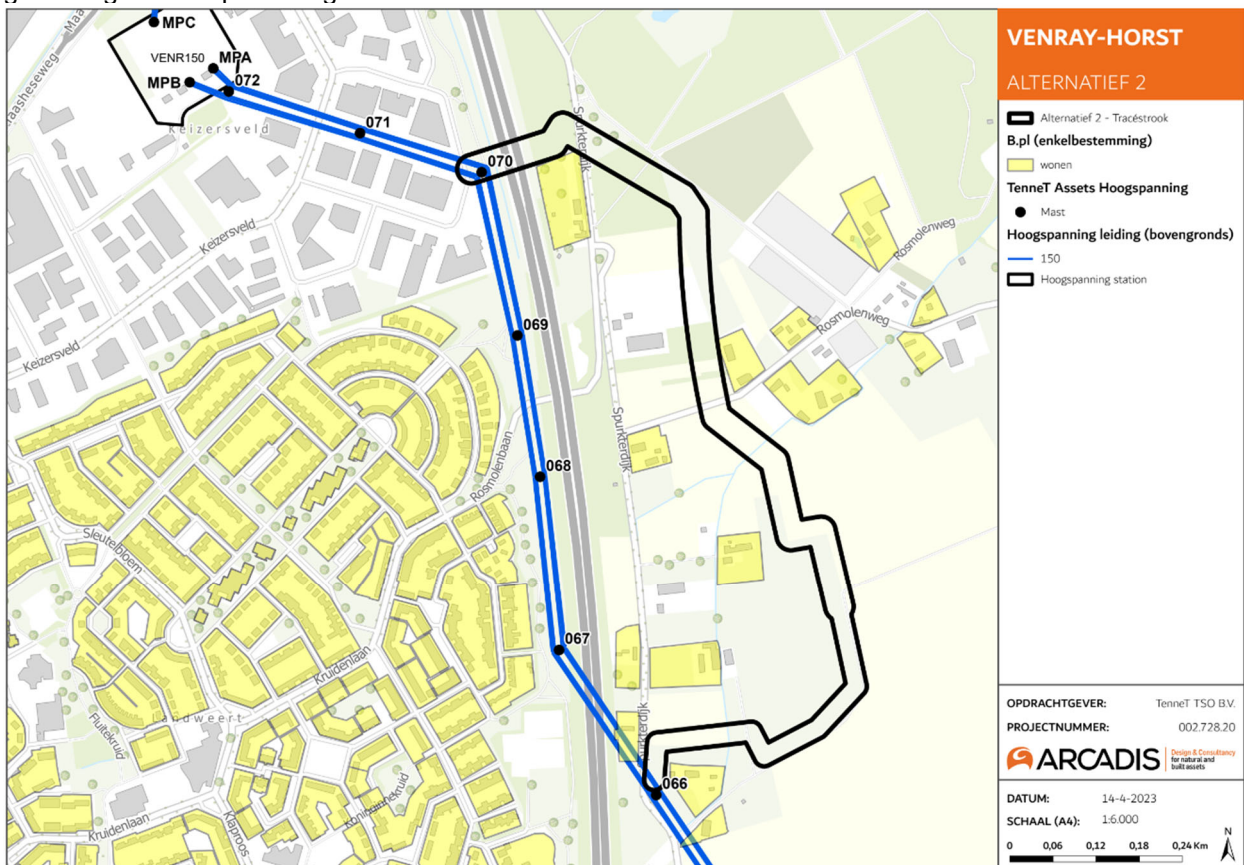 MPC
VENR150
MPA
MPB
072
Maasheseweg
Keizersveld
071
070
Spurkterdijk
Keizersveld
Rosmolenweg
069
Rosmolenweg
Keizersveld
Spurkterdijk
Rosmolenbaan
068
Sleutelbloem
067
Kruidenlaan
Landweert
Fluitekruid
066
Kruidenlaan
Klaproos
VENRAY-HORST
ALTERNATIEF 2
Alternatief 2 - Tracéstrook
B.pl (enkelbestemming)
wonen
TenneT Assets Hoogspanning
Mast
Hoogspanning leiding (bovengronds)
150
Hoogspanning station
OPDRACHTGEVER: TenneT TSO B.V.
PROJECTNUMMER: 002.728.20
ARCADIS
Design & Consultancy
for natural and
built assets
DATUM: 14-4-2023
SCHAAL (A4): 1:6.000
N
0 0,06 0,12 0,18 0,24 Km